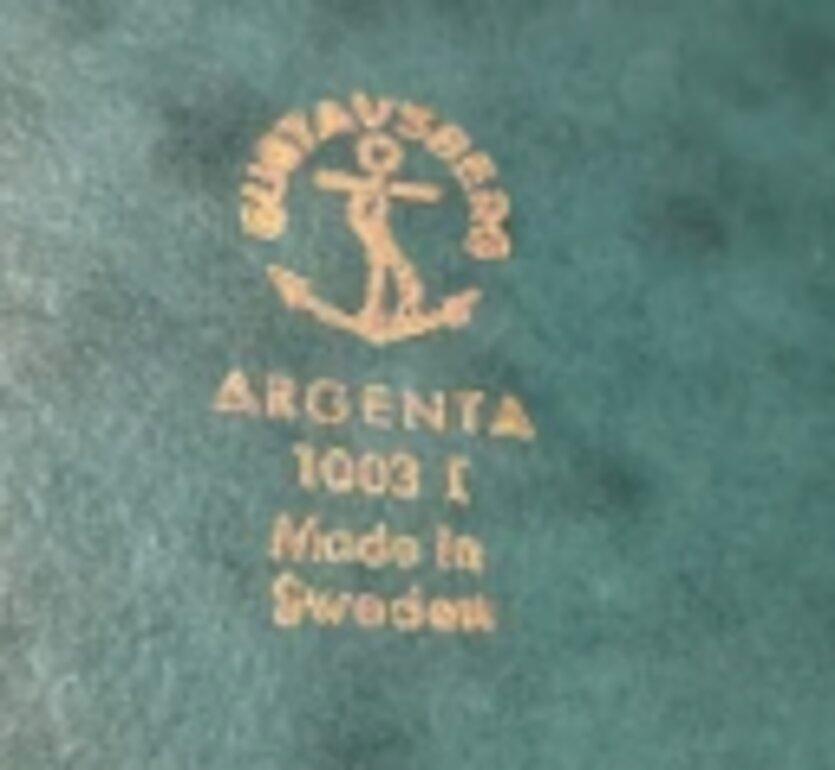 GUSTAVSBERG
ARGENTA
1003 I
Made in
Sweden